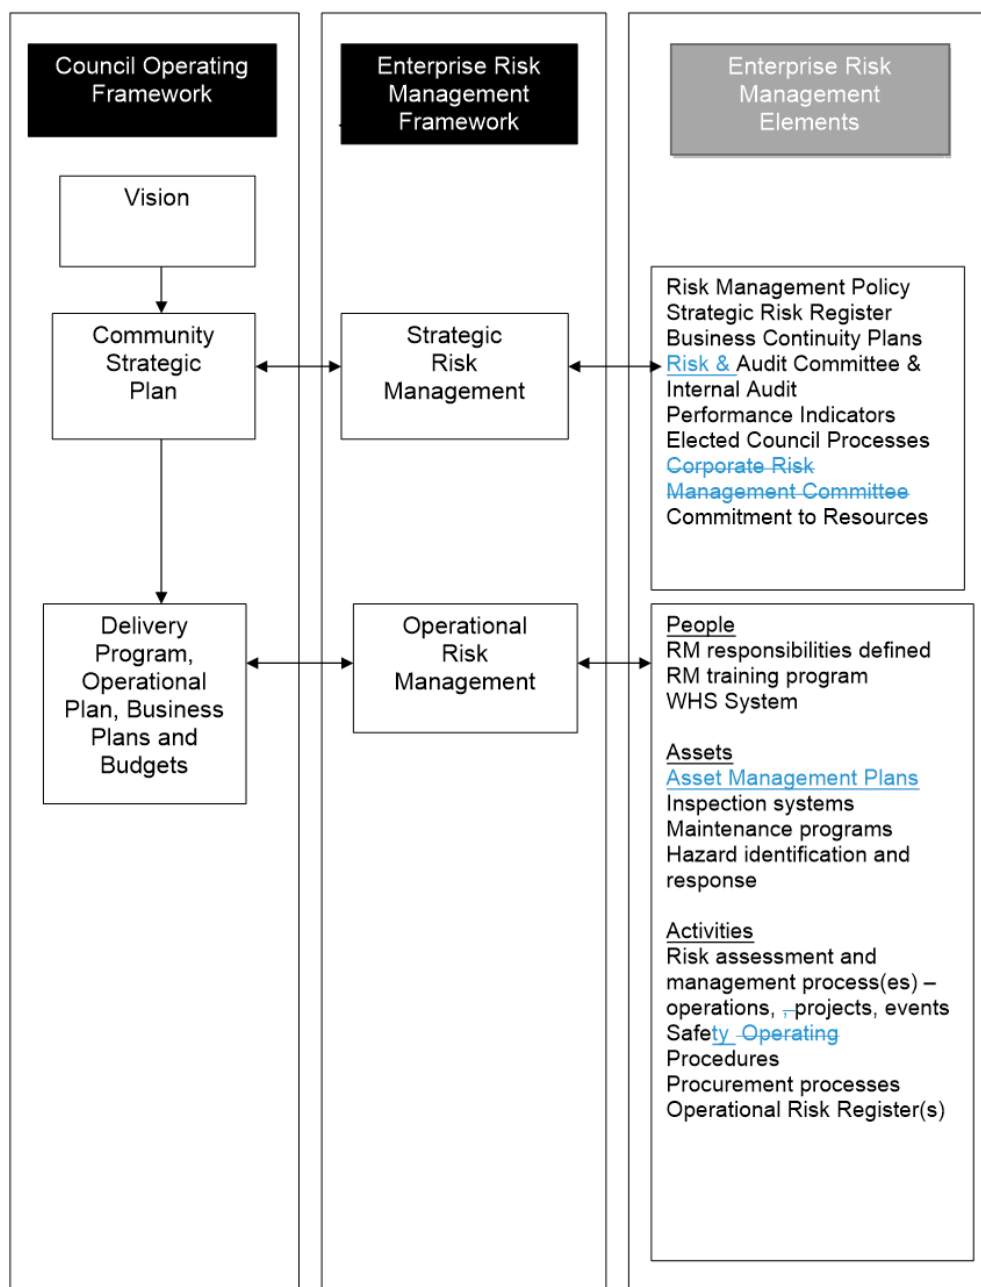 Council Operating
Framework
Enterprise Risk
Management
Framework
Enterprise Risk
Management
Elements
Vision
Community
Strategic
Plan
Strategic
Risk
Management
Risk Management Policy
Strategic Risk Register
Business Continuity Plans
Risk & Audit Committee &
Internal Audit
Performance Indicators
Elected Council Processes
Corporate Risk
Management Committee
Commitment to Resources
Delivery
Program,
Operational
Plan, Business
Plans and
Budgets
Operational
Risk
Management
People
RM responsibilities defined
RM training program
WHS System
Assets
Asset Management Plans
Inspection systems
Maintenance programs
Hazard identification and
response
Activities
Risk assessment and
management process(es) –
operations, , projects, events
Safety Operating
Procedures
Procurement processes
Operational Risk Register(s)